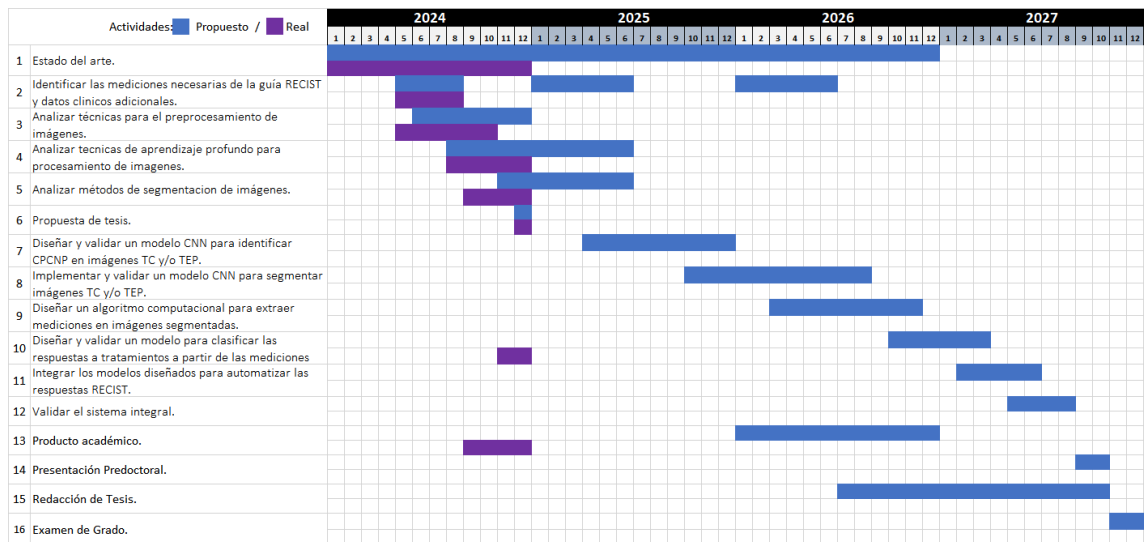 Actividades: Propuesto / Real
2024 2025 2026 2027
1 2 3 4 5 6 7 8 9 10 11 12 1 2 3 4 5 6 7 8 9 10 11 12 1 2 3 4 5 6 7 8 9 10 11 12 1 2 3 4 5 6 7 8 9 10 11 12
1 Estado del arte.
2 Identificar las mediciones necesarias de la guía RECIST
y datos clinicos adicionales.
3 Analizar técnicas para el preprocesamiento de
imágenes.
4 Analizar tecnicas de aprendizaje profundo para
procesamiento de imagenes.
5 Analizar métodos de segmentacion de imágenes.
6 Propuesta de tesis.
7 Diseñar y validar un modelo CNN para identificar
CPCNP en imágenes TC y/o TEP.
8 Implementar y validar un modelo CNN para segmentar
imágenes TC y/o TEP.
9 Diseñar un algoritmo computacional para extraer
mediciones en imágenes segmentadas.
10 Diseñar y validar un modelo para clasificar las
respuestas a tratamientos a partir de las mediciones
11 Integrar los modelos diseñados para automatizar las
respuestas RECIST.
12 Validar el sistema integral.
13 Producto académico.
14 Presentación Predoctoral.
15 Redacción de Tesis.
16 Examen de Grado.